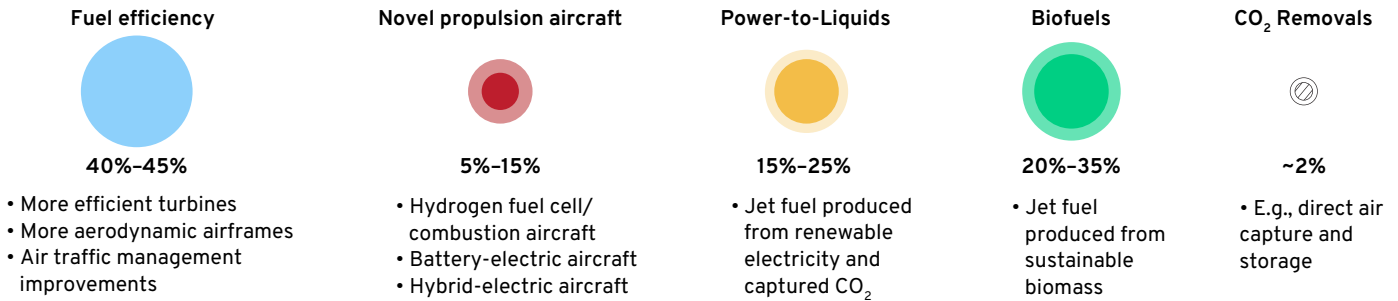 Fuel efficiency
40%–45%
• More efficient turbines
• More aerodynamic airframes
• Air traffic management
improvements
Novel propulsion aircraft
5%–15%
• Hydrogen fuel cell/
combustion aircraft
• Battery-electric aircraft
• Hybrid-electric aircraft
Power-to-Liquids
15%–25%
• Jet fuel produced
from renewable
electricity and
captured CO₂
Biofuels
20%–35%
• Jet fuel
produced from
sustainable
biomass
CO₂ Removals
~2%
• E.g., direct air
capture and
storage